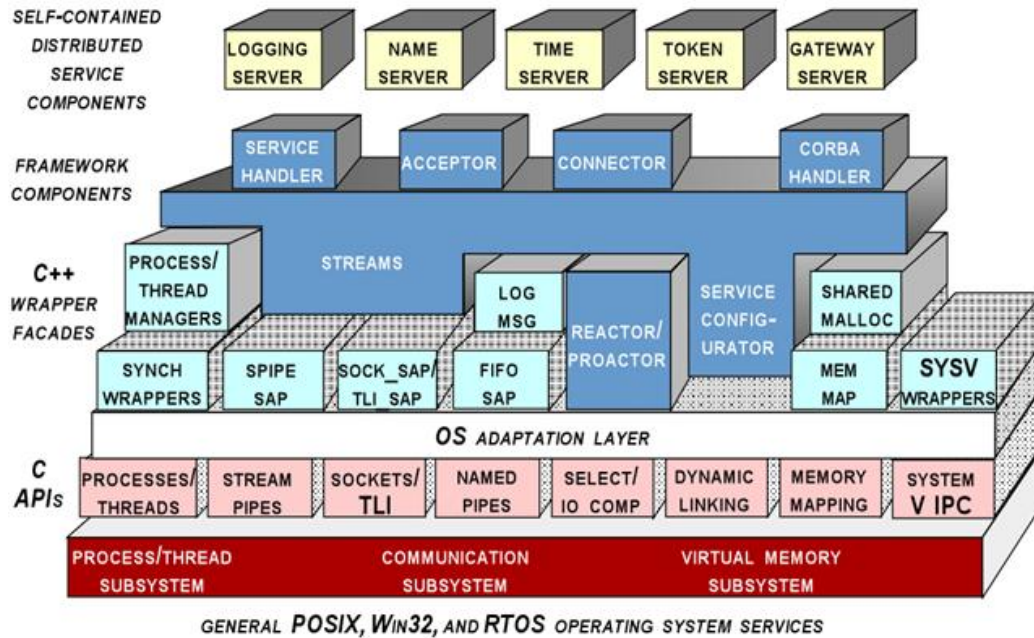 SELF-CONTAINED
DISTRIBUTED
SERVICE
COMPONENTS
LOGGING
SERVER
NAME
SERVER
TIME
SERVER
TOKEN
SERVER
GATEWAY
SERVER
FRAMEWORK
COMPONENTS
SERVICE
HANDLER
ACCEPTOR
CONNECTOR
CORBA
HANDLER
C++
WRAPPER
FACADES
PROCESS/
THREAD
MANAGERS
STREAMS
LOG
MSG
REACTOR/
PROACTOR
SERVICE
CONFIG-
URATOR
SHARED
MALLOC
SYNCH
WRAPPERS
SPIPE
SAP
SOCK_SAP/
TLI_SAP
FIFO
SAP
MEM
MAP
SYSV
WRAPPERS
OS ADAPTATION LAYER
C
APIS
PROCESSES/
THREADS
STREAM
PIPES
SOCKETS/
TLI
NAMED
PIPES
SELECT/
IO COMP
DYNAMIC
LINKING
MEMORY
MAPPING
SYSTEM
V IPC
PROCESS/THREAD
SUBSYSTEM
COMMUNICATION
SUBSYSTEM
VIRTUAL MEMORY
SUBSYSTEM
GENERAL POSIX, WIN32, AND RTOS OPERATING SYSTEM SERVICES